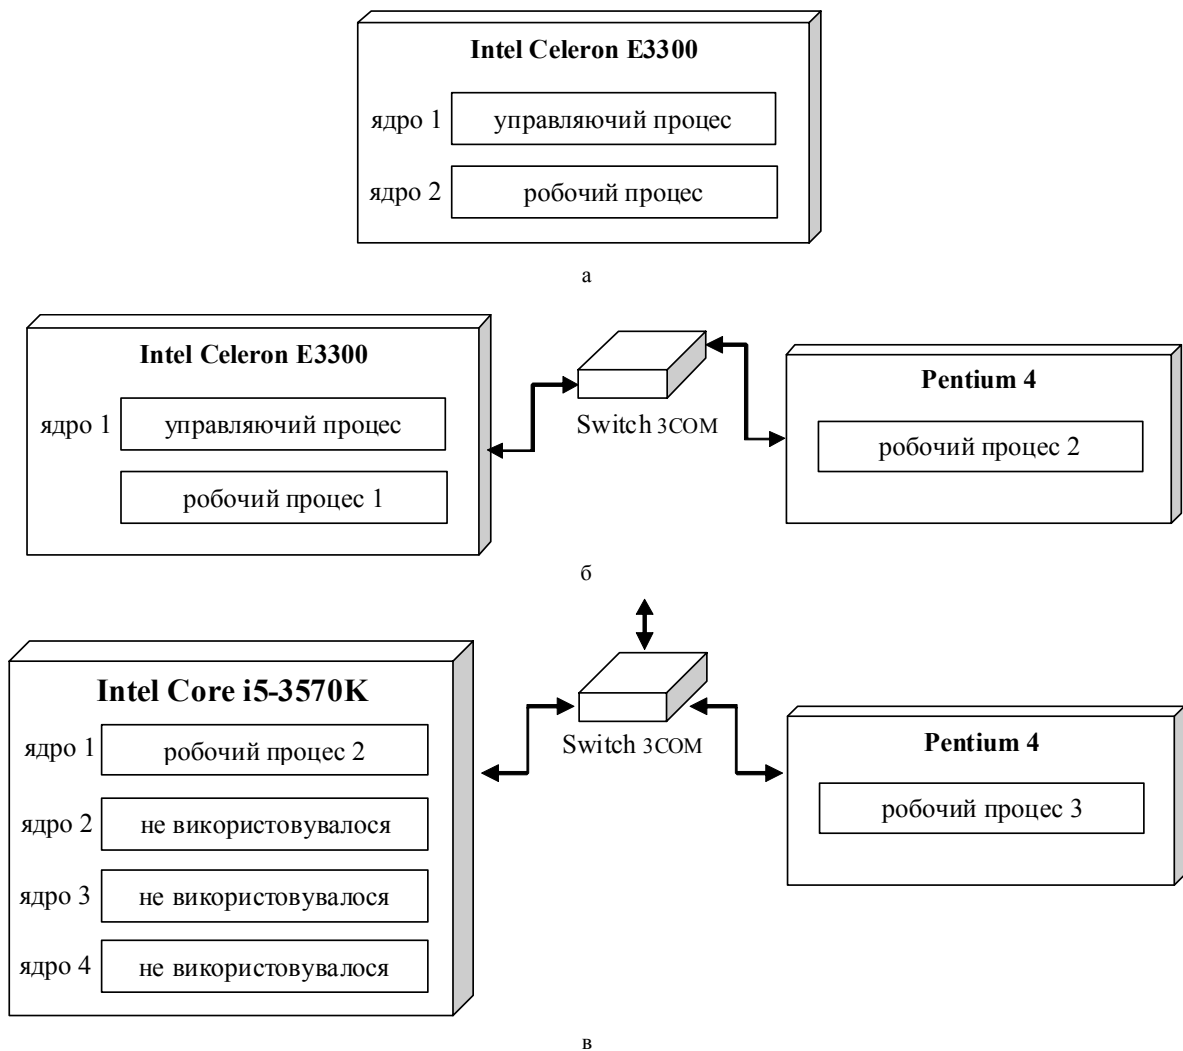 Intel Celeron E3300
ядро 1 управляючий процес
ядро 2 робочий процес
а
Intel Celeron E3300
ядро 1 управляючий процес
робочий процес 1
Switch 3COM
Pentium 4
робочий процес 2
б
Intel Core i5-3570K
ядро 1 робочий процес 2
ядро 2 не використовувалося
ядро 3 не використовувалося
ядро 4 не використовувалося
Switch 3COM
Pentium 4
робочий процес 3
в